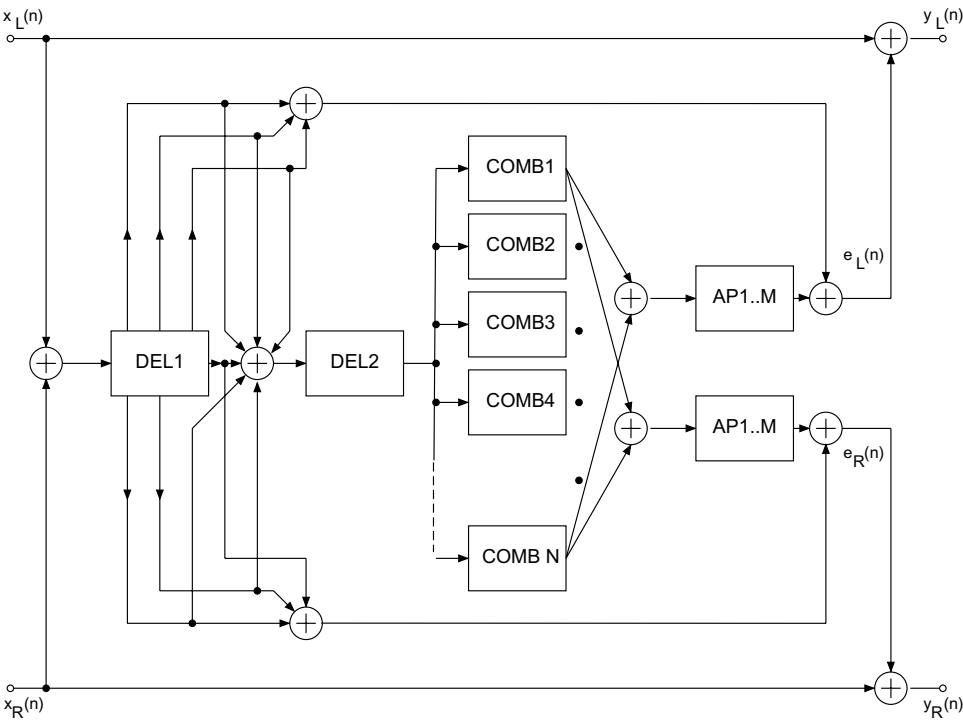 x L(n)
y L(n)
COMB1
COMB2
e L(n)
COMB3
AP1..M
DEL1
DEL2
COMB4
AP1..M
e R(n)
COMB N
x R(n)
y R(n)